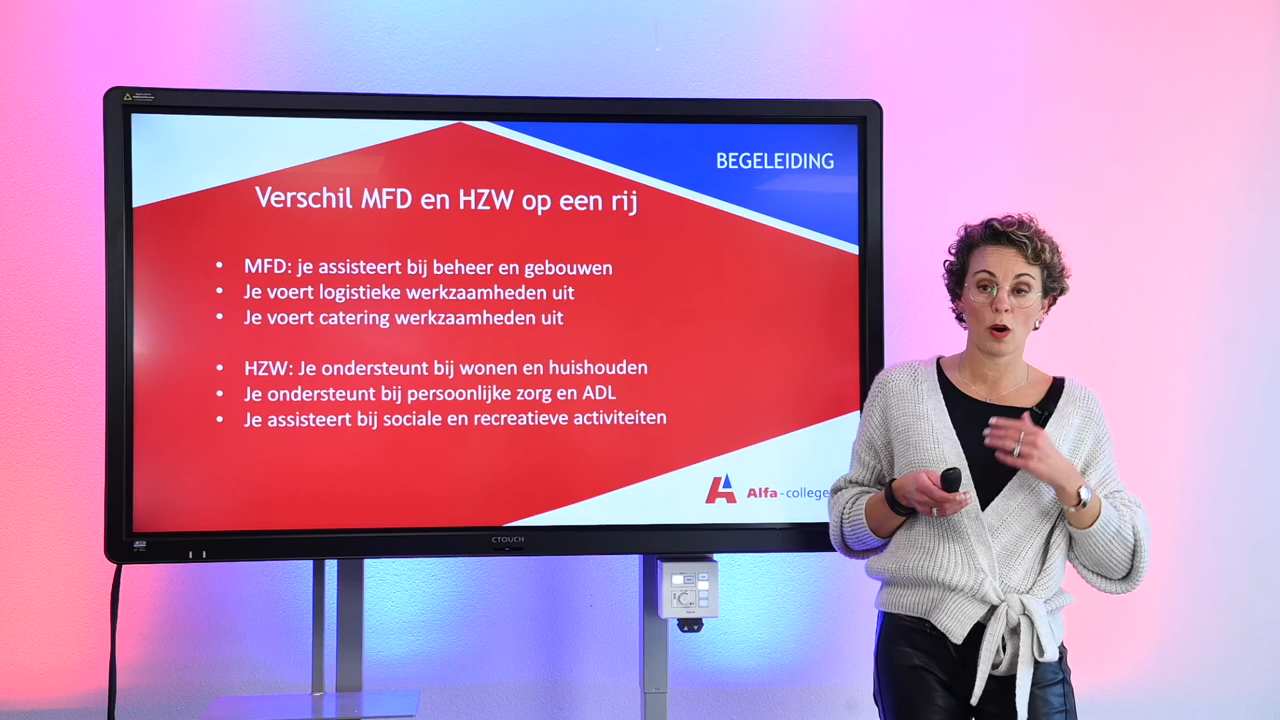 BEGELEIDING
Verschil MFD en HZW op een rij
• MFD: je assisteert bij beheer en gebouwen
• Je voert logistieke werkzaamheden uit
• Je voert catering werkzaamheden uit
• HZW: Je ondersteunt bij wonen en huishouden
• Je ondersteunt bij persoonlijke zorg en ADL
• Je assisteert bij sociale en recreatieve activiteiten
Alfa-college
CTOUCH